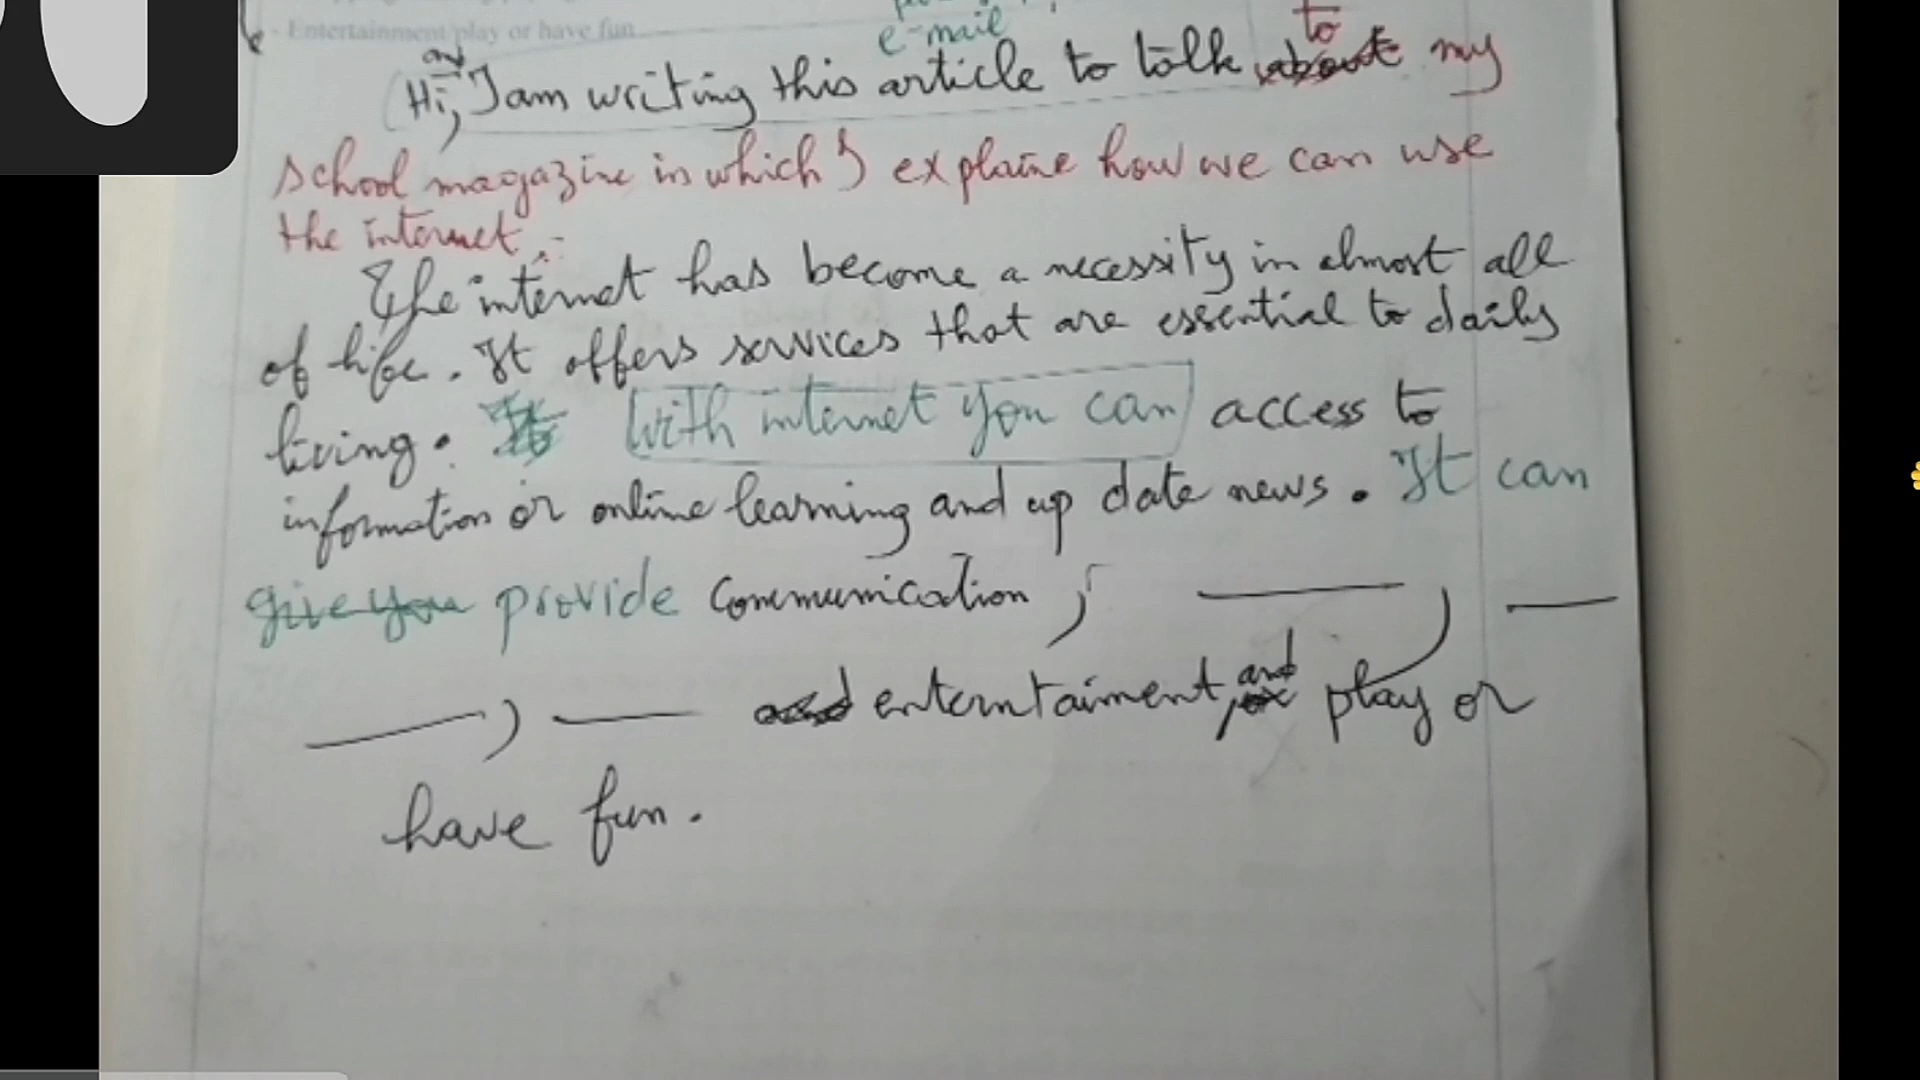 - Entertainment/play or have fun
e-mail
to
Hi, I am writing this article to talk about my
school magazine in which I explaine how we can use
the internet.
The internet has become a necessity in almost all
of life. It offers services that are essential to daily
living. It With internet you can access to
information or online learning and up date news. It can
give you provide communication,
and
and enterntaiment, or play or
have fun.